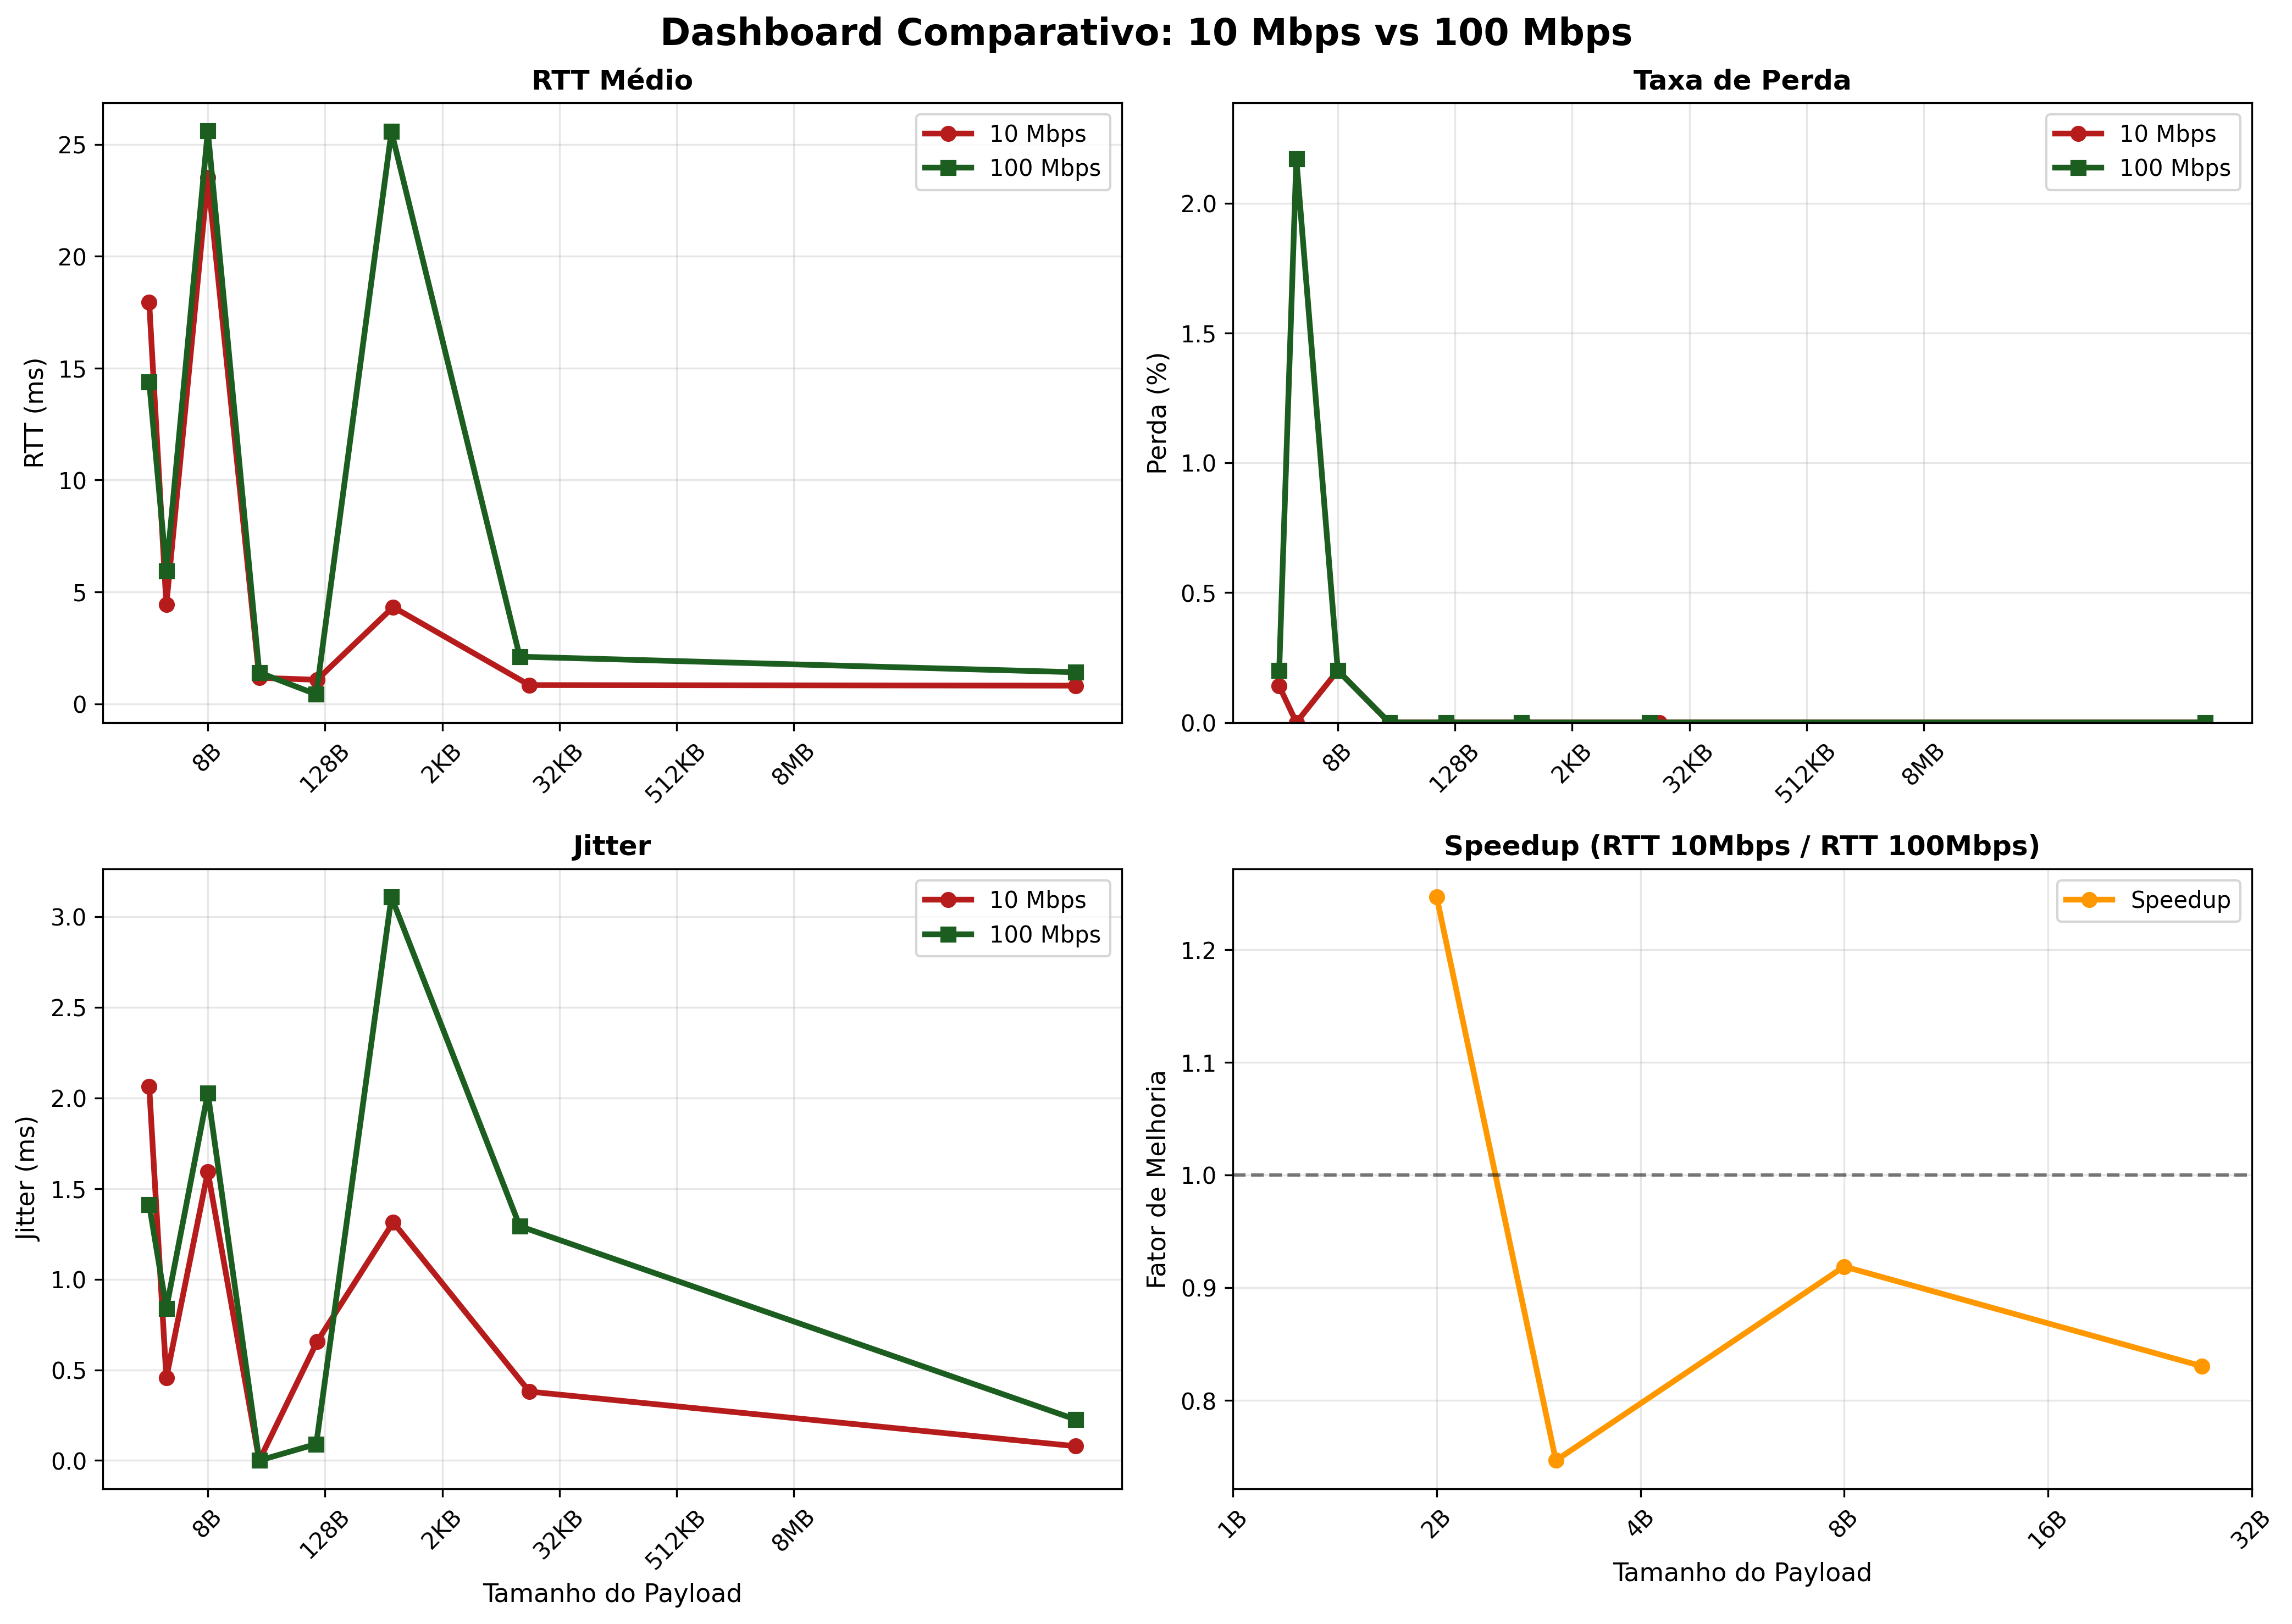 Dashboard Comparativo: 10 Mbps vs 100 Mbps
RTT Médio
RTT (ms)
25
20
15
10
5
0
10 Mbps
100 Mbps
8B
128B
2KB
32KB
512KB
8MB
Taxa de Perda
Perda (%)
2.0
1.5
1.0
0.5
0.0
10 Mbps
100 Mbps
8B
128B
2KB
32KB
512KB
8MB
Jitter
Jitter (ms)
3.0
2.5
2.0
1.5
1.0
0.5
0.0
10 Mbps
100 Mbps
8B
128B
2KB
32KB
512KB
8MB
Tamanho do Payload
Speedup (RTT 10Mbps / RTT 100Mbps)
Fator de Melhoria
1.2
1.1
1.0
0.9
0.8
Speedup
1B
2B
4B
8B
16B
32B
Tamanho do Payload